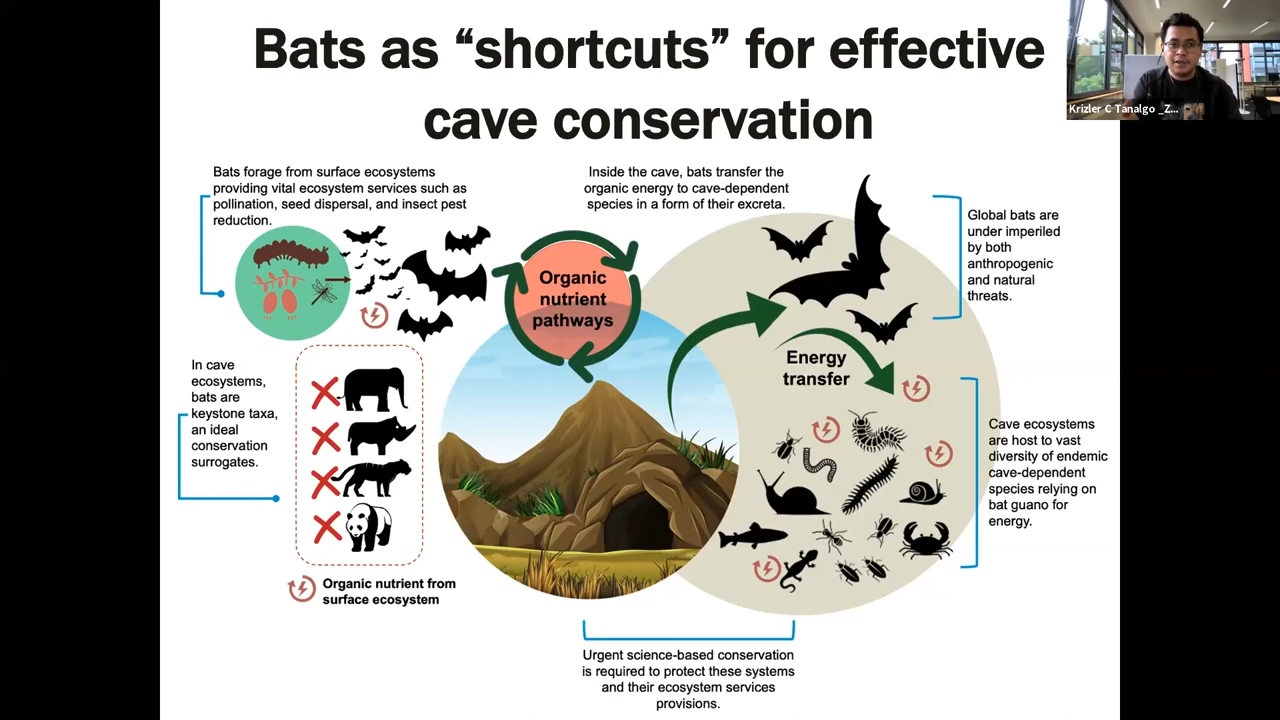 Bats as “shortcuts” for effective
cave conservation
Krizler C Tanalgo _Z...
Bats forage from surface ecosystems
providing vital ecosystem services such as
pollination, seed dispersal, and insect pest
reduction.
Inside the cave, bats transfer the
organic energy to cave-dependent
species in a form of their excreta.
Global bats are
under imperiled
by both
anthropogenic
and natural
threats.
Organic
nutrient
pathways
Energy
transfer
In cave
ecosystems,
bats are
keystone taxa,
an ideal
conservation
surrogates.
Cave ecosystems
are host to vast
diversity of endemic
cave-dependent
species relying on
bat guano for
energy.
Organic nutrient from
surface ecosystem
Urgent science-based conservation
is required to protect these systems
and their ecosystem services
provisions.